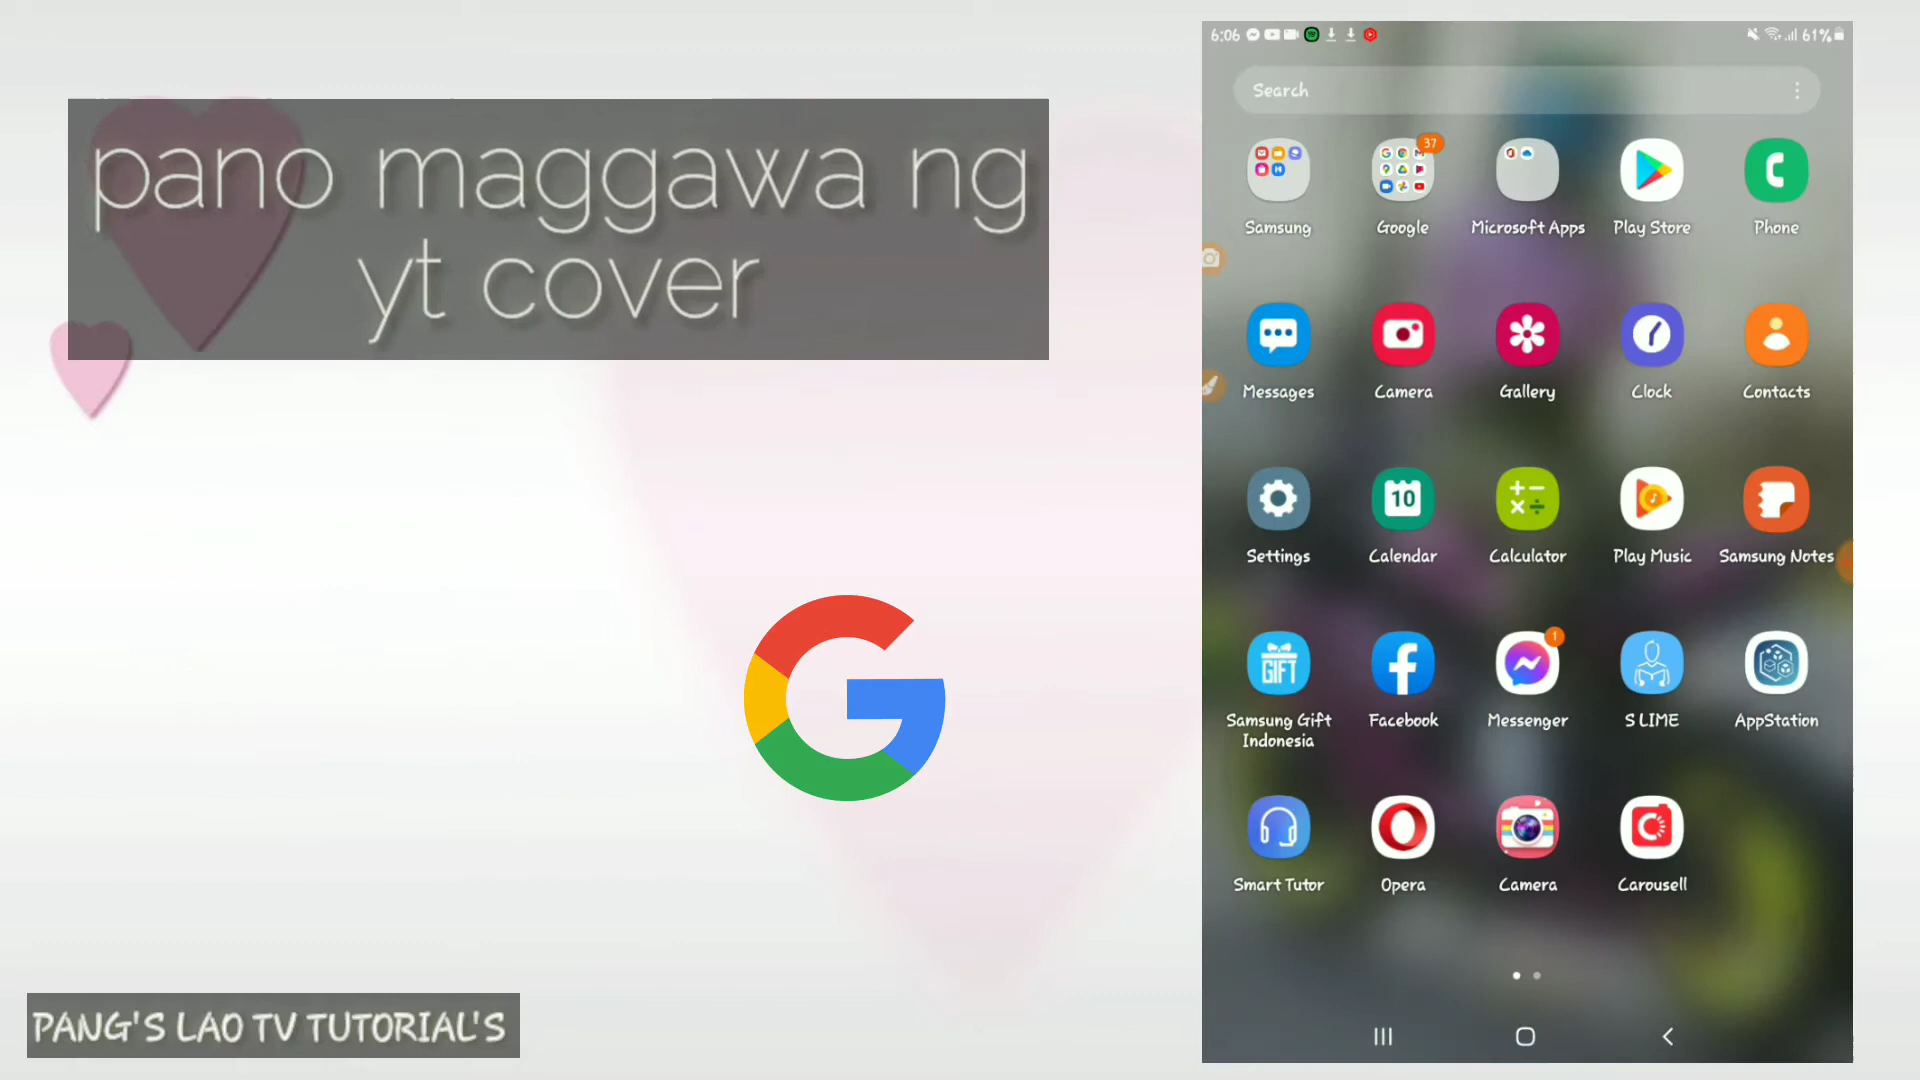 pano maggawa ng
yt cover
PANG'S LAO TV TUTORIAL'S
6:06
61%
Search
37
Samsung
Google
Microsoft Apps
Play Store
Phone
Messages
Camera
Gallery
Clock
Contacts
10
Settings
Calendar
Calculator
Play Music
Samsung Notes
GIFT
1
Samsung Gift
Indonesia
Facebook
Messenger
S LIME
AppStation
Smart Tutor
Opera
Camera
Carousell